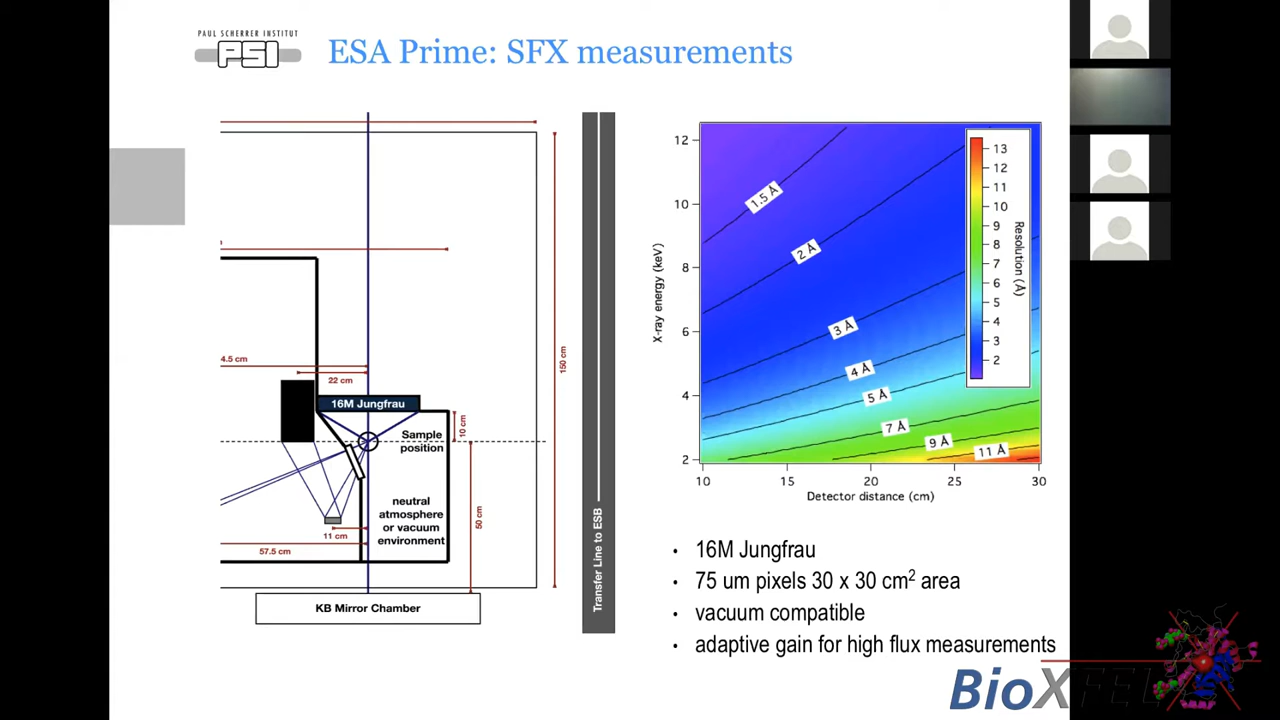 PAUL SCHERRER INSTITUT
PSI
ESA Prime: SFX measurements
4.5 cm
22 cm
16M Jungfrau
10 cm
Sample
position
neutral
atmosphere
or vacuum
environment
11 cm
57.5 cm
50 cm
150 cm
KB Mirror Chamber
Transfer Line to ESB
X-ray energy (keV)
12
10
8
6
4
2
1.5 Å
2 Å
3 Å
4 Å
5 Å
7 Å
9 Å
11 Å
13
12
11
10
9
8
7
6
5
4
3
2
Resolution (Å)
10
15
20
25
30
Detector distance (cm)
• 16M Jungfrau
• 75 um pixels 30 x 30 cm² area
• vacuum compatible
• adaptive gain for high flux measurements
BioXFEL